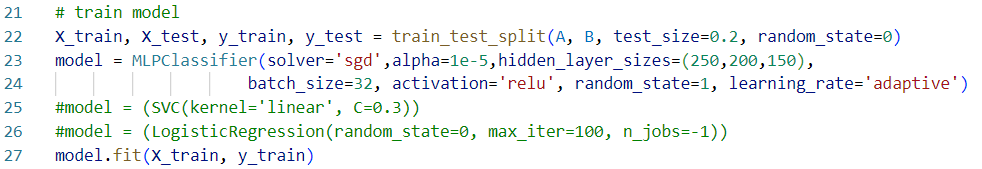 21 # train model
22 X_train, X_test, y_train, y_test = train_test_split(A, B, test_size=0.2, random_state=0)
23 model = MLPClassifier(solver='sgd',alpha=1e-5,hidden_layer_sizes=(250,200,150),
24 batch_size=32, activation='relu', random_state=1, learning_rate='adaptive')
25 #model = (SVC(kernel='linear', C=0.3))
26 #model = (LogisticRegression(random_state=0, max_iter=100, n_jobs=-1))
27 model.fit(X_train, y_train)